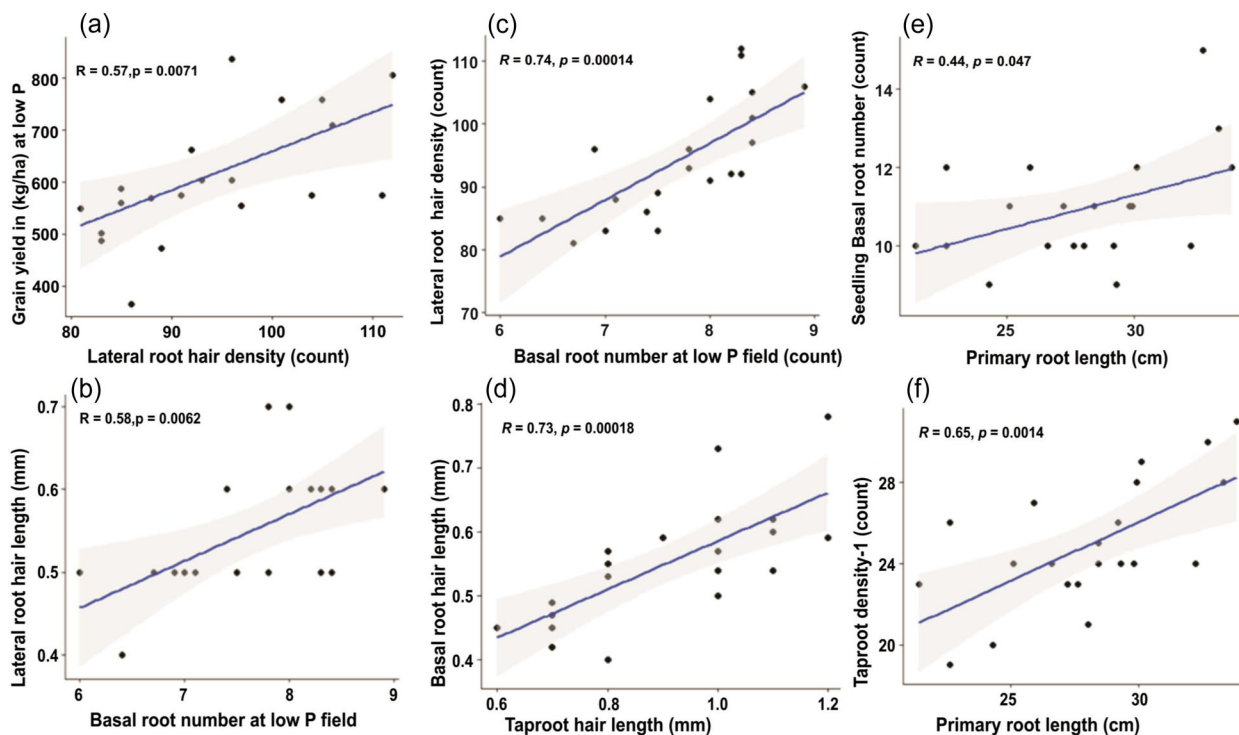 (a)
R = 0.57,p = 0.0071
Grain yield in (kg/ha) at low P
800
700
600
500
400
80
90
100
110
Lateral root hair density (count)
(b)
R = 0.58,p = 0.0062
Lateral root hair length (mm)
0.7
0.6
0.5
0.4
6
7
8
9
Basal root number at low P field
(c)
R = 0.74, p = 0.00014
Lateral root hair density (count)
110
100
90
80
70
6
7
8
9
Basal root number at low P field (count)
(d)
R = 0.73, p = 0.00018
Basal root hair length (mm)
0.8
0.7
0.6
0.5
0.4
0.6
0.8
1.0
1.2
Taproot hair length (mm)
(e)
R = 0.44, p = 0.047
Seedling Basal root number (count)
14
12
10
25
30
Primary root length (cm)
(f)
R = 0.65, p = 0.0014
Taproot density-1 (count)
28
24
20
25
30
Primary root length (cm)